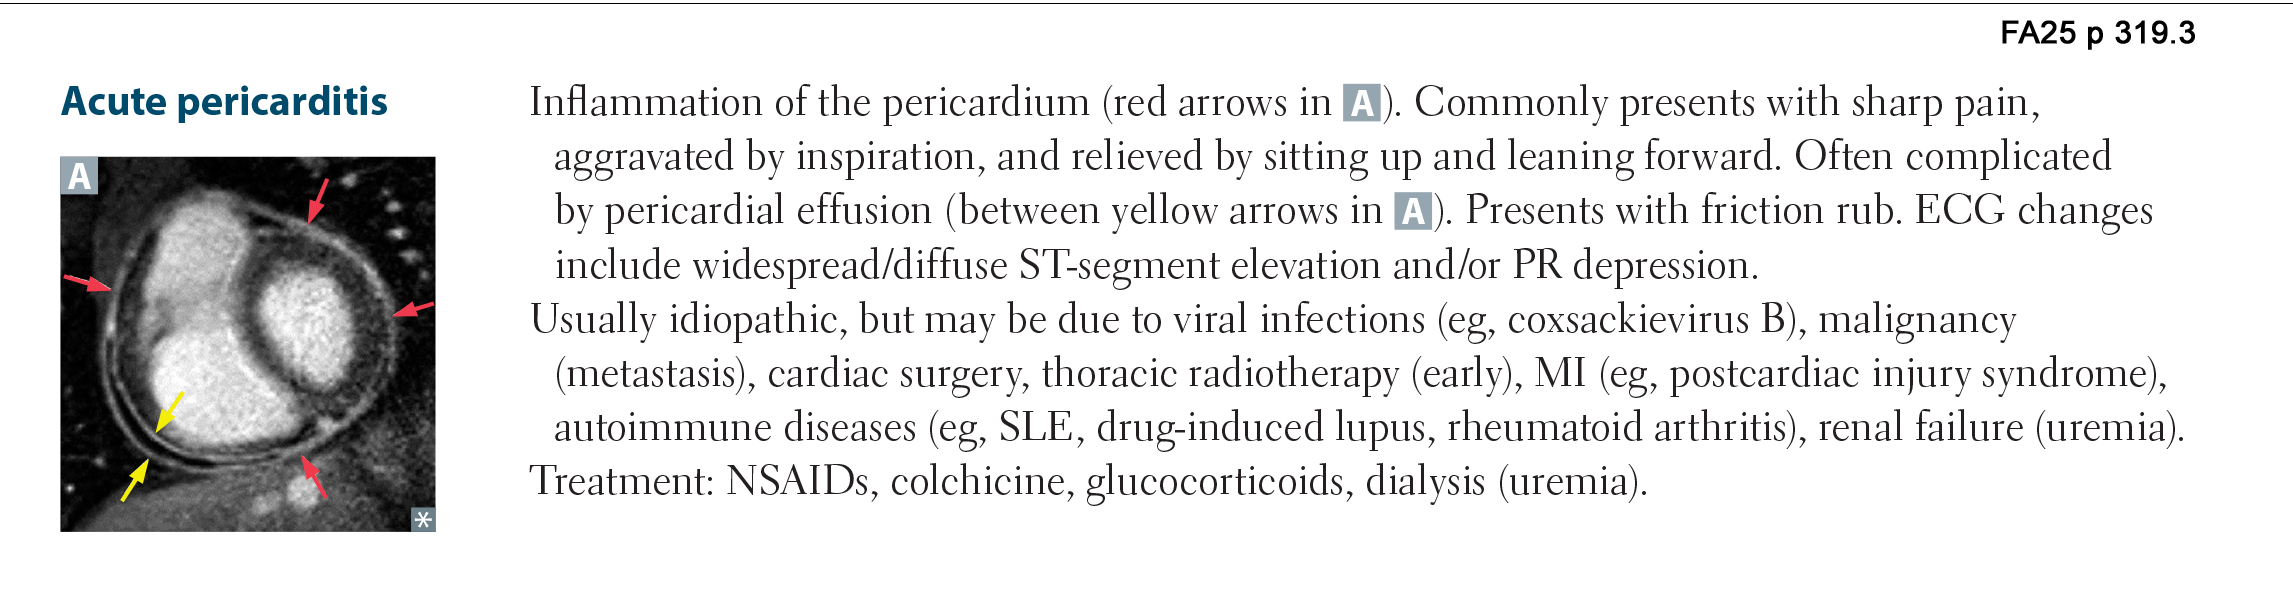 FA25 p 319.3
Acute pericarditis
A
*
Inflammation of the pericardium (red arrows in A). Commonly presents with sharp pain,
aggravated by inspiration, and relieved by sitting up and leaning forward. Often complicated
by pericardial effusion (between yellow arrows in A). Presents with friction rub. ECG changes
include widespread/diffuse ST-segment elevation and/or PR depression.
Usually idiopathic, but may be due to viral infections (eg, coxsackievirus B), malignancy
(metastasis), cardiac surgery, thoracic radiotherapy (early), MI (eg, postcardiac injury syndrome),
autoimmune diseases (eg, SLE, drug-induced lupus, rheumatoid arthritis), renal failure (uremia).
Treatment: NSAIDs, colchicine, glucocorticoids, dialysis (uremia).